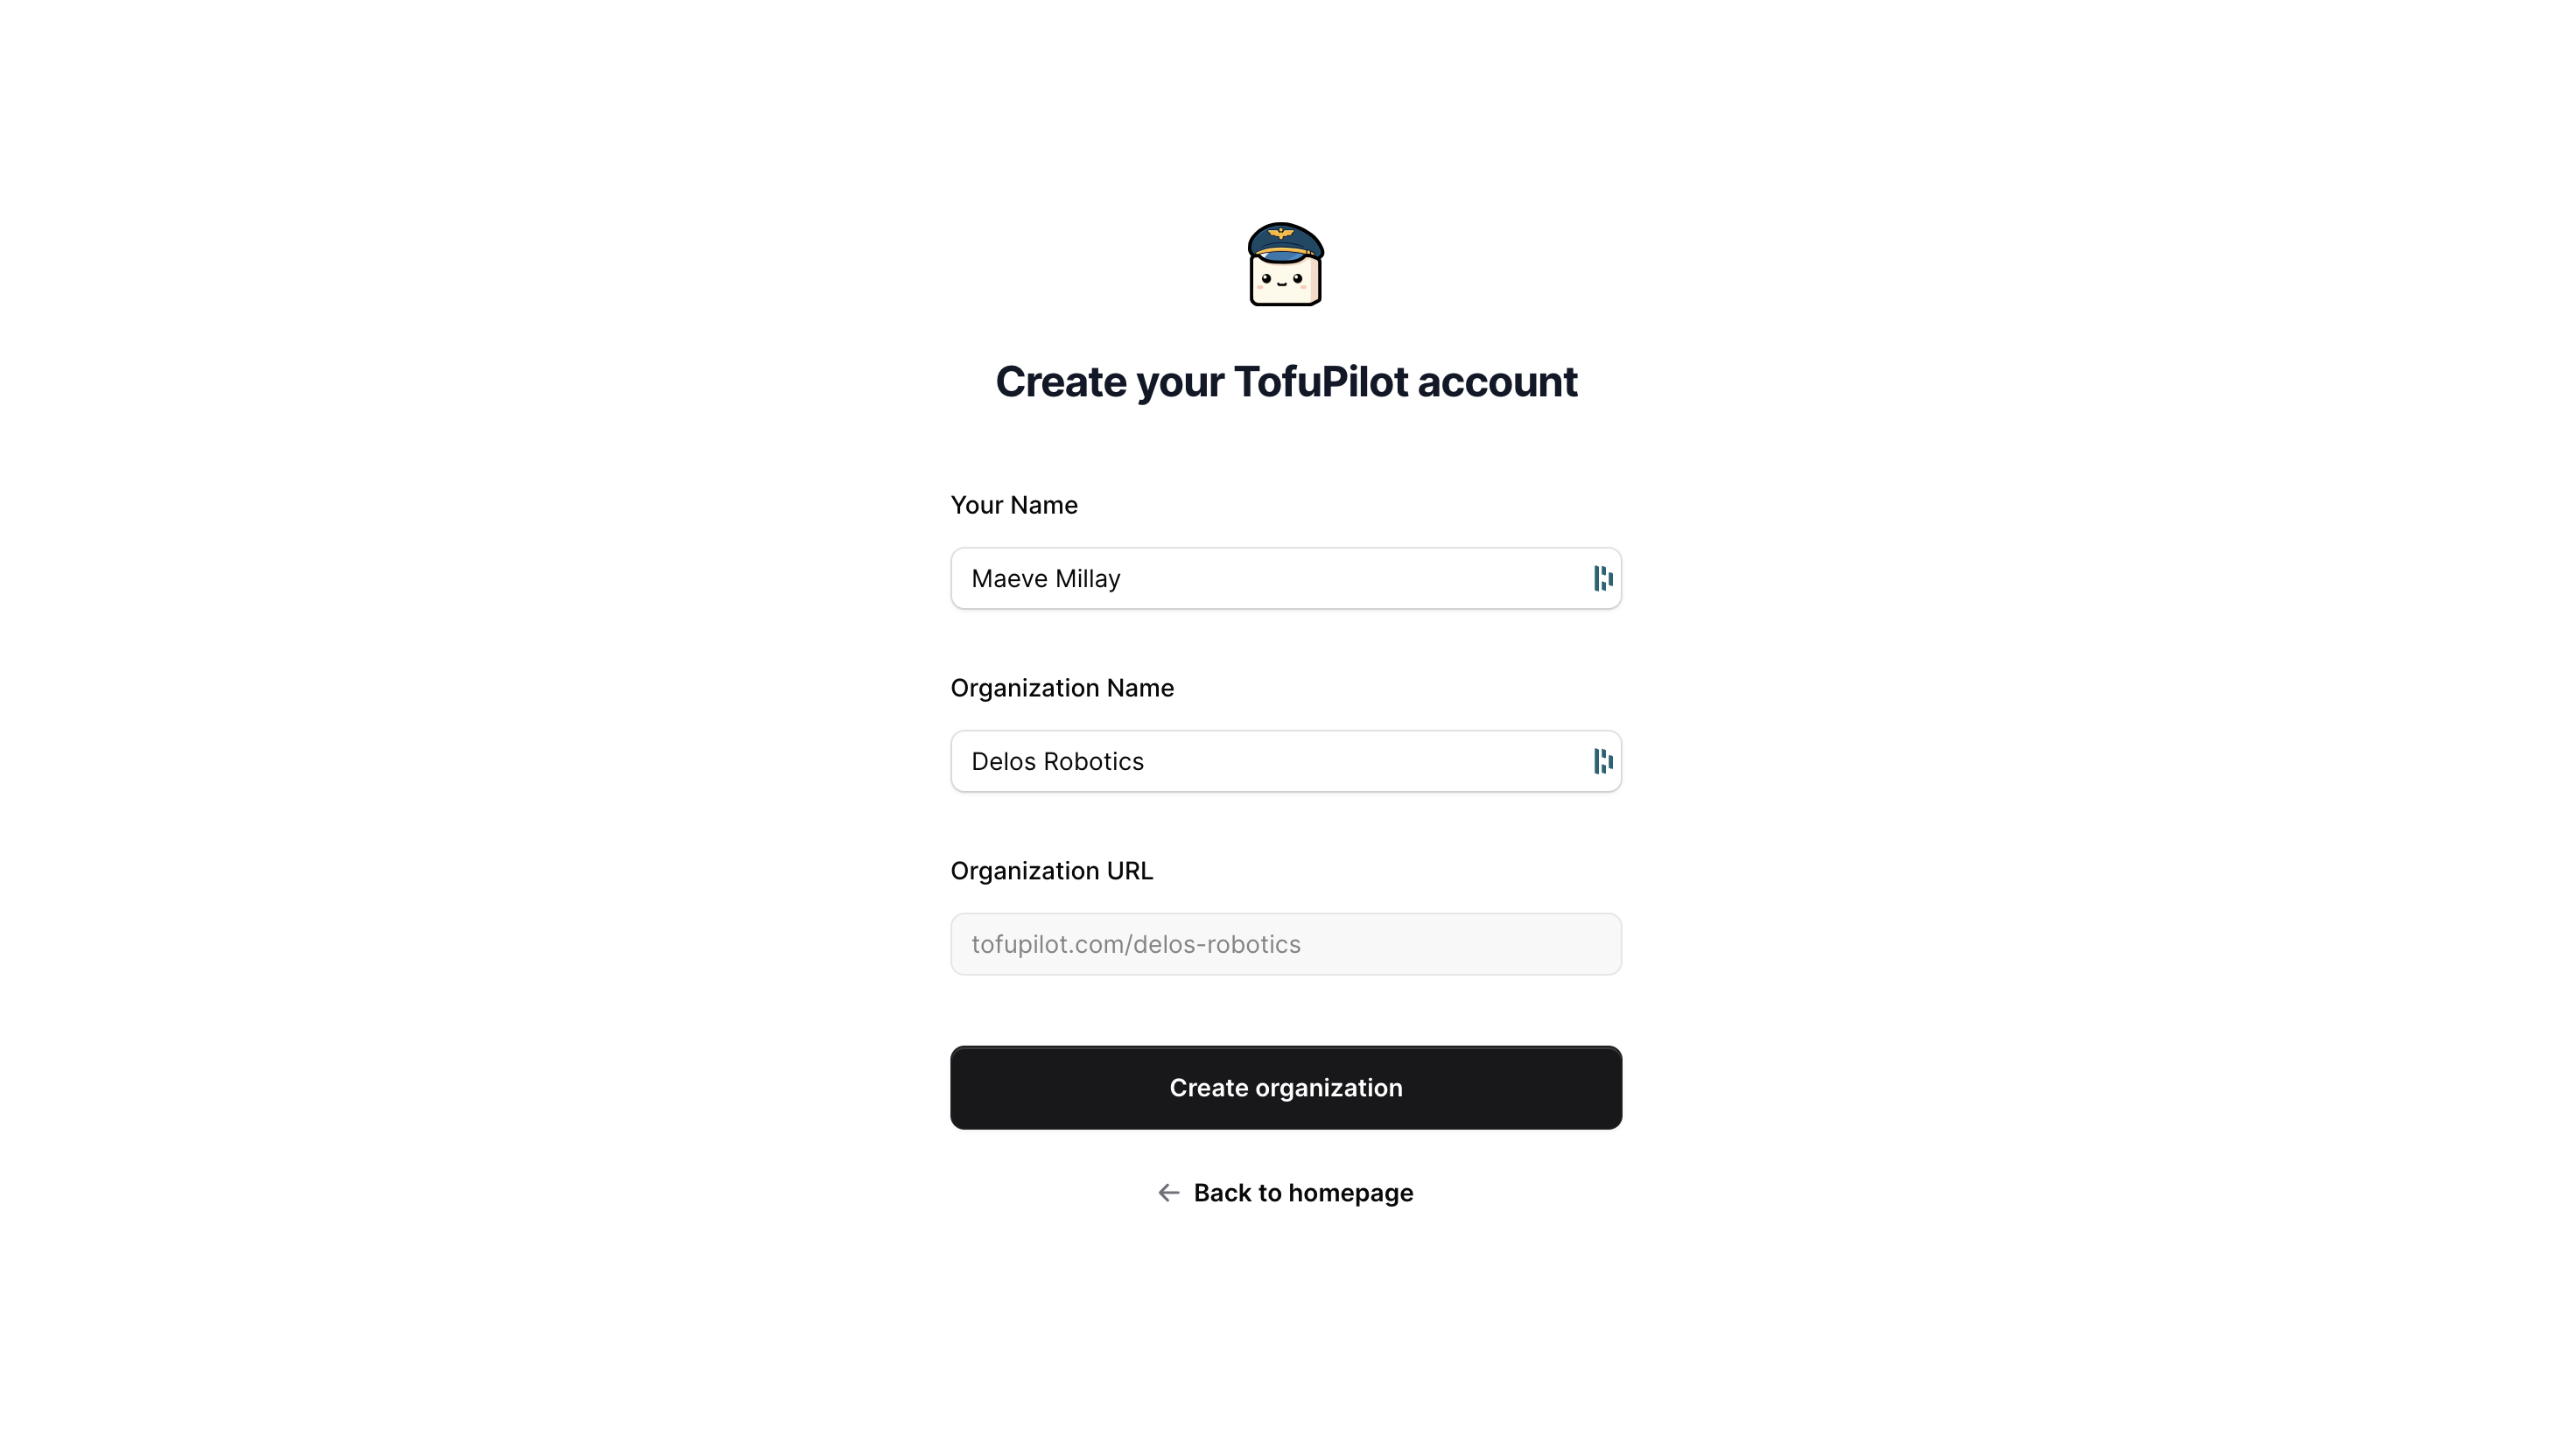 Create your TofuPilot account
Your Name
Maeve Millay
Organization Name
Delos Robotics
Organization URL
tofupilot.com/delos-robotics
Create organization
Back to homepage